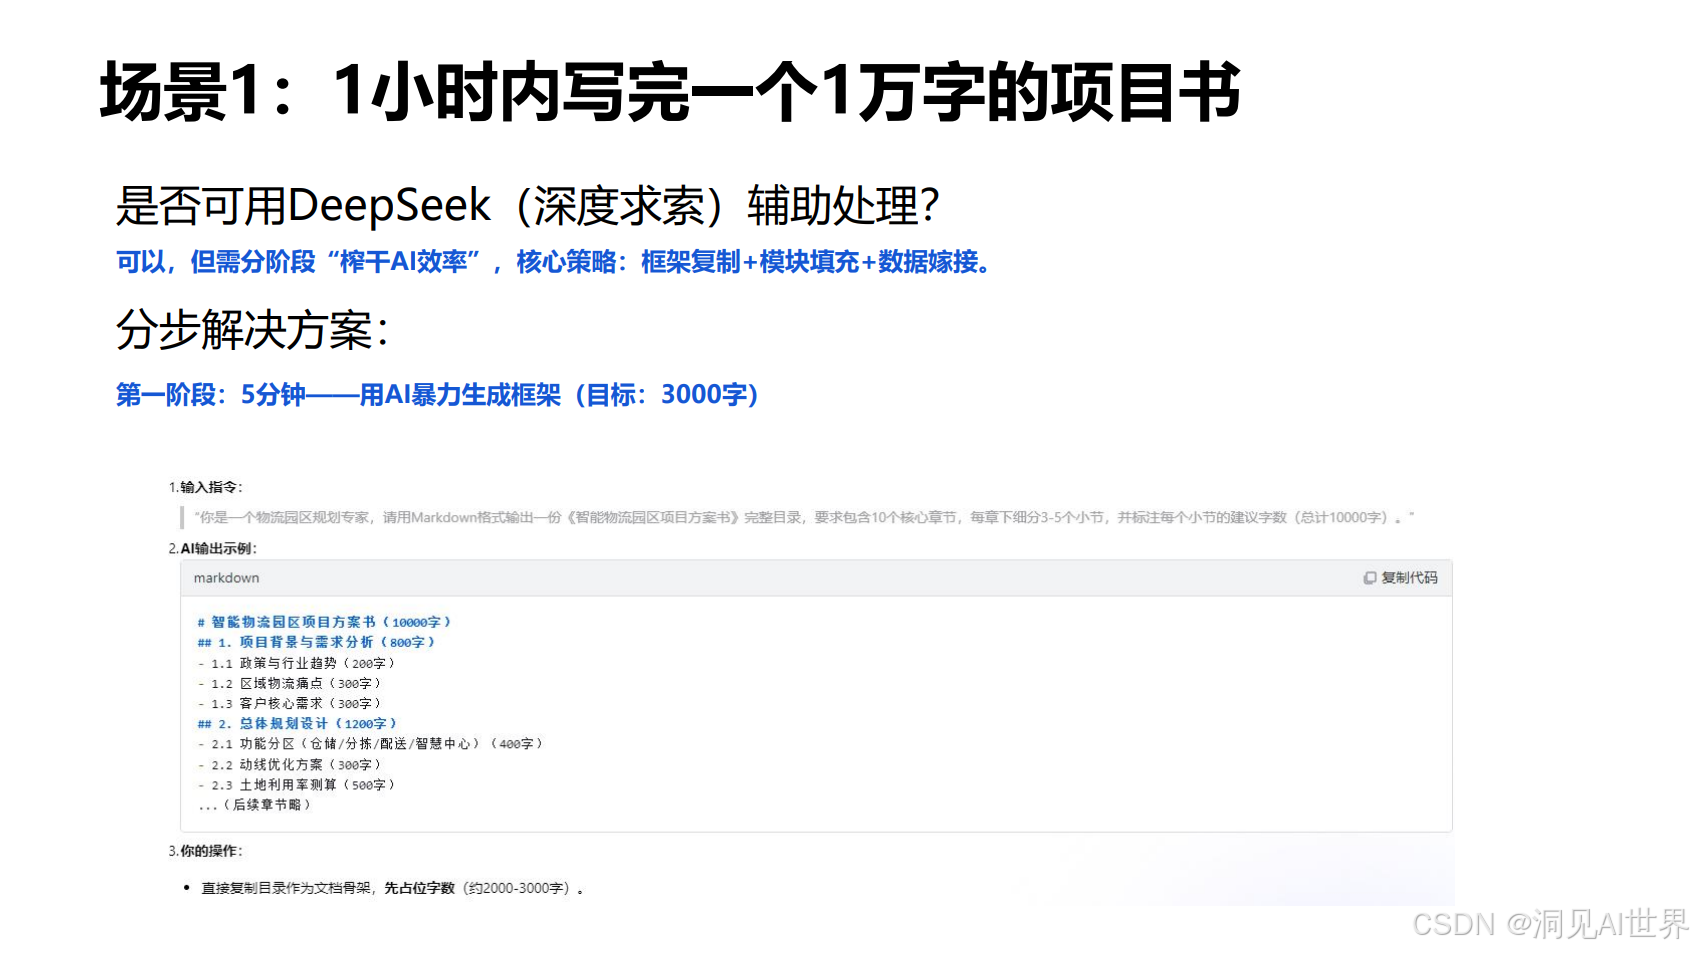 场景1：1小时内写完一个1万字的项目书
是否可用DeepSeek（深度求索）辅助处理？
可以，但需分阶段“榨干AI效率”，核心策略：框架复制+模块填充+数据嫁接。
分步解决方案：
第一阶段：5分钟——用AI暴力生成框架（目标：3000字）
1.输入指令：
“你是一个物流园区规划专家，请用Markdown格式输出一份《智能物流园区项目方案书》完整目录，要求包含10个核心章节，每章下细分3-5个小节，并标注每个小节的建议字数（总计10000字）。”
2.AI输出示例：
markdown
复制代码
# 智能物流园区项目方案书（10000字）
## 1. 项目背景与需求分析（800字）
- 1.1 政策与行业趋势（200字）
- 1.2 区域物流痛点（300字）
- 1.3 客户核心需求（300字）
## 2. 总体规划设计（1200字）
- 2.1 功能分区（仓储/分拣/配送/智慧中心）（400字）
- 2.2 动线优化方案（300字）
- 2.3 土地利用率测算（500字）
...（后续章节略）
3.你的操作：
• 直接复制目录作为文档骨架，先占位字数（约2000-3000字）。
CSDN @洞见AI世界